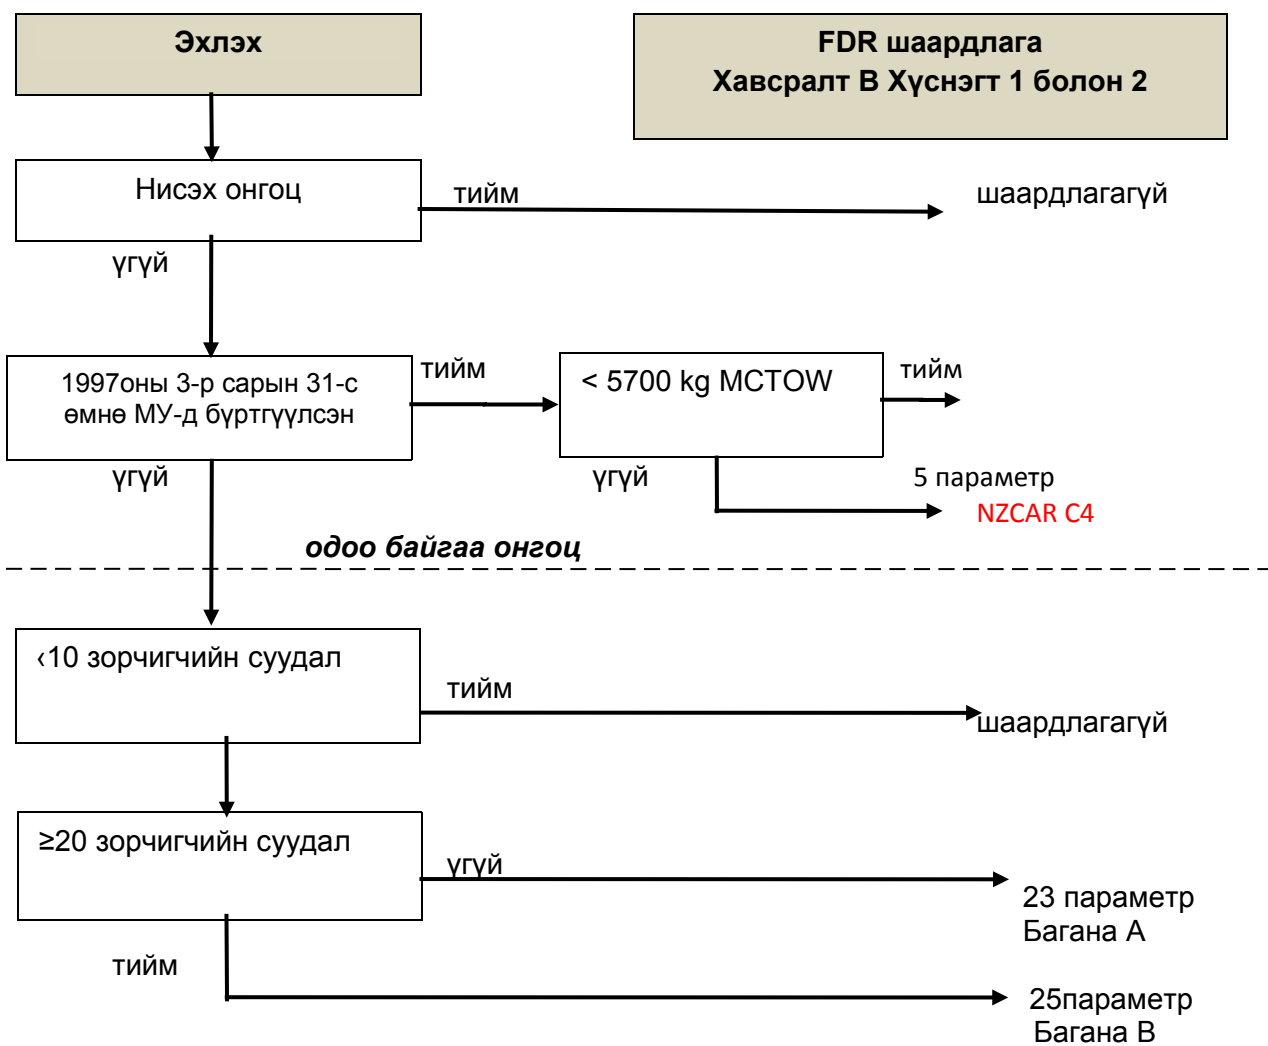 Эхлэх
FDR шаардлага
Хавсралт B Хүснэгт 1 болон 2
Нисэх онгоц
тийм
шаардлагагүй
үгүй
1997оны 3-р сарын 31-с
өмнө МУ-д бүртгүүлсэн
тийм
< 5700 kg MCTOW
тийм
үгүй
үгүй
5 параметр
NZCAR C4
одоо байгаа онгоц
‹10 зорчигчийн суудал
тийм
шаардлагагүй
≥20 зорчигчийн суудал
үгүй
23 параметр
Багана А
тийм
25параметр
Багана В